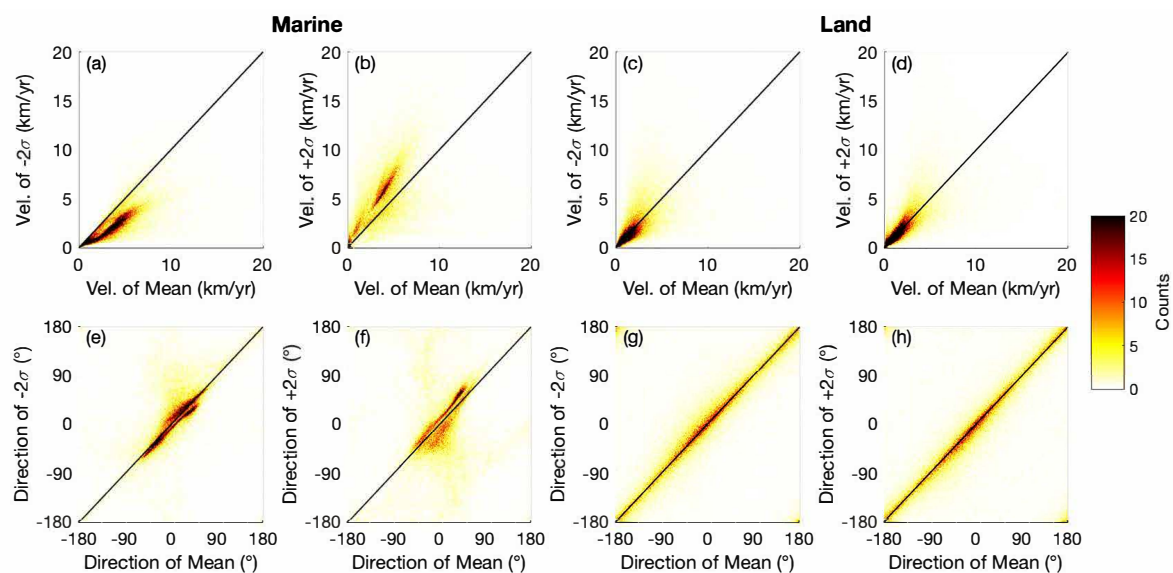 Marine
Land
(a)
Vel. of -2σ (km/yr)
20
15
10
5
0
0 10 20
Vel. of Mean (km/yr)
(b)
Vel. of +2σ (km/yr)
20
15
10
5
0
0 10 20
Vel. of Mean (km/yr)
(c)
Vel. of -2σ (km/yr)
20
15
10
5
0
0 10 20
Vel. of Mean (km/yr)
(d)
Vel. of +2σ (km/yr)
20
15
10
5
0
0 10 20
Vel. of Mean (km/yr)
20
15
10
5
0
Counts
(e)
Direction of -2σ (°)
180
90
0
-90
-180
-180 -90 0 90 180
Direction of Mean (°)
(f)
Direction of +2σ (°)
180
90
0
-90
-180
-180 -90 0 90 180
Direction of Mean (°)
(g)
Direction of -2σ (°)
180
90
0
-90
-180
-180 -90 0 90 180
Direction of Mean (°)
(h)
Direction of +2σ (°)
180
90
0
-90
-180
-180 -90 0 90 180
Direction of Mean (°)